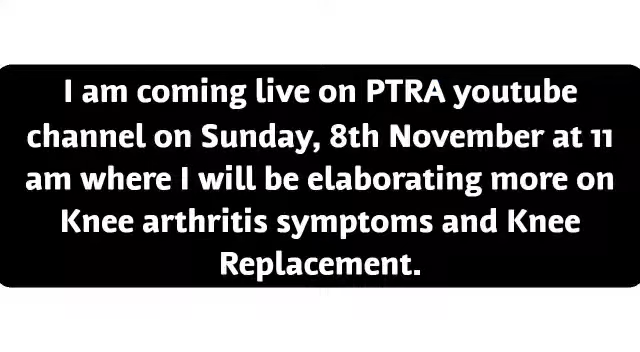 I am coming live on PTRA youtube
channel on Sunday, 8th November at 11
am where I will be elaborating more on
Knee arthritis symptoms and Knee
Replacement.